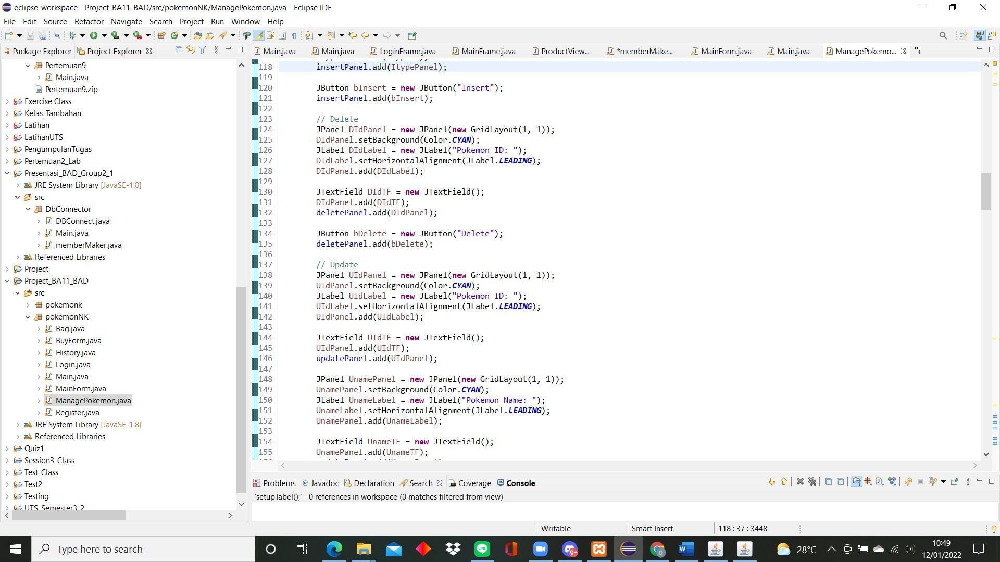 eclipse-workspace - Project_BA11_BAD/src/pokemonNK/ManagePokemon.java - Eclipse IDE
File Edit Source Refactor Navigate Search Project Run Window Help
Package Explorer Project Explorer
Main.java Main.java LoginFrame.java MainFrame.java ProductView... *memberMake... MainForm.java Main.java ManagePokemo... »4
Pertemuan9
Main.java
Pertemuan9.zip
Exercise Class
Kelas_Tambahan
Latihan
LatihanUTS
PengumpulanTugas
Pertemuan2_Lab
Presentasi_BAD_Group2_1
JRE System Library [JavaSE-1.8]
src
DbConnector
DBConnect.java
Main.java
memberMaker.java
Referenced Libraries
Project
Project_BA11_BAD
src
pokemonk
pokemonNK
Bag.java
BuyForm.java
History.java
Login.java
Main.java
MainForm.java
ManagePokemon.java
Register.java
JRE System Library [JavaSE-1.8]
Referenced Libraries
Quiz1
Session3_Class
Test_Class
Test2
Testing
UTS_Semester3_2
118 insertPanel.add(ItypePanel);
119
120 JButton bInsert = new JButton("Insert");
121 insertPanel.add(bInsert);
122
123 // Delete
124 JPanel DIdPanel = new JPanel(new GridLayout(1, 1));
125 DIdPanel.setBackground(Color.CYAN);
126 JLabel DIdLabel = new JLabel("Pokemon ID: ");
127 DIdLabel.setHorizontalAlignment(JLabel.LEADING);
128 DIdPanel.add(DIdLabel);
129
130 JTextField DIdTF = new JTextField();
131 DIdPanel.add(DIdTF);
132 deletePanel.add(DIdPanel);
133
134 JButton bDelete = new JButton("Delete");
135 deletePanel.add(bDelete);
136
137 // Update
138 JPanel UIdPanel = new JPanel(new GridLayout(1, 1));
139 UIdPanel.setBackground(Color.CYAN);
140 JLabel UIdLabel = new JLabel("Pokemon ID: ");
141 UIdLabel.setHorizontalAlignment(JLabel.LEADING);
142 UIdPanel.add(UIdLabel);
143
144 JTextField UIdTF = new JTextField();
145 UIdPanel.add(UIdTF);
146 updatePanel.add(UIdPanel);
147
148 JPanel UnamePanel = new JPanel(new GridLayout(1, 1));
149 UnamePanel.setBackground(Color.CYAN);
150 JLabel UnameLabel = new JLabel("Pokemon Name: ");
151 UnameLabel.setHorizontalAlignment(JLabel.LEADING);
152 UnamePanel.add(UnameLabel);
153
154 JTextField UnameTF = new JTextField();
155 UnamePanel.add(UnameTF);
Problems Javadoc Declaration Search Coverage Console
'setupTabel();' - 0 references in workspace (0 matches filtered from view)
Writable Smart Insert 118 : 37 : 3448
Type here to search
LINE
9+
D
W
28°C
10:49
12/01/2022